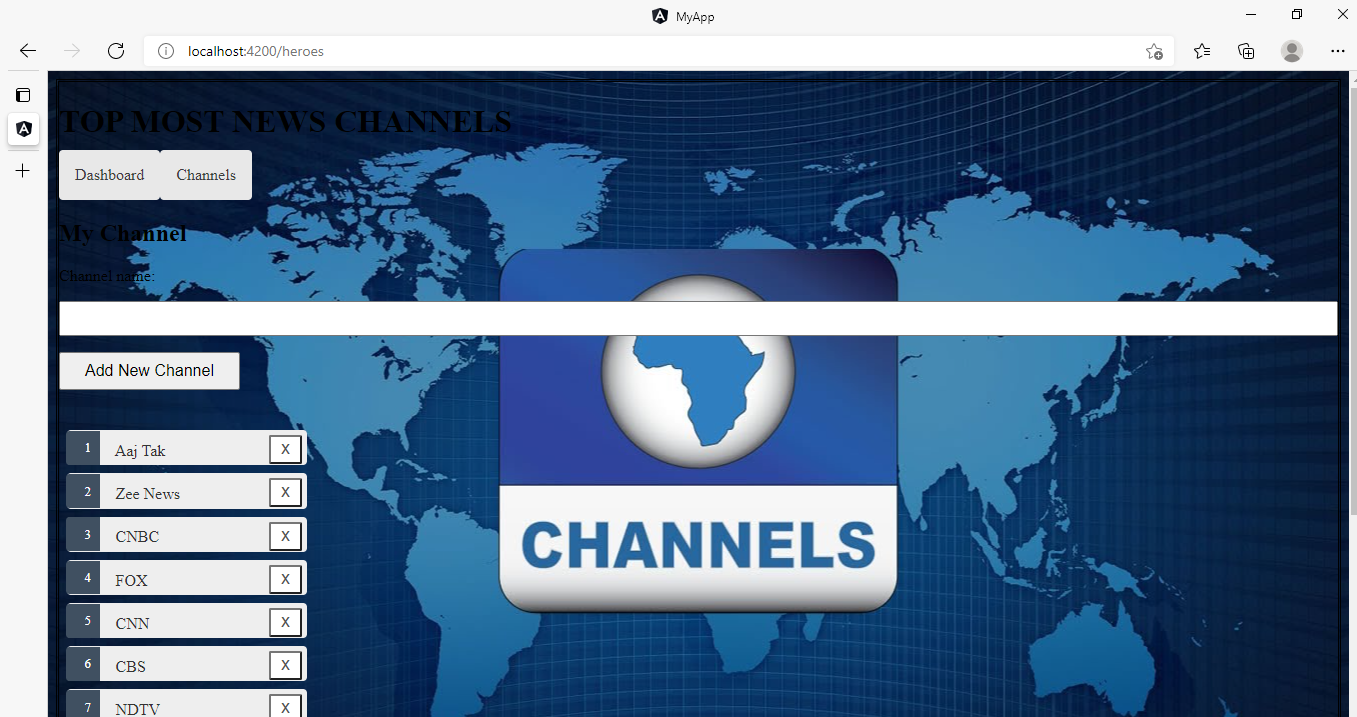 MyApp
localhost:4200/heroes
TOP MOST NEWS CHANNELS
Dashboard Channels
My Channel
Channel name:
Add New Channel
1 Aaj Tak X
2 Zee News X
3 CNBC X
4 FOX X
5 CNN X
6 CBS X
7 NDTV X
CHANNELS